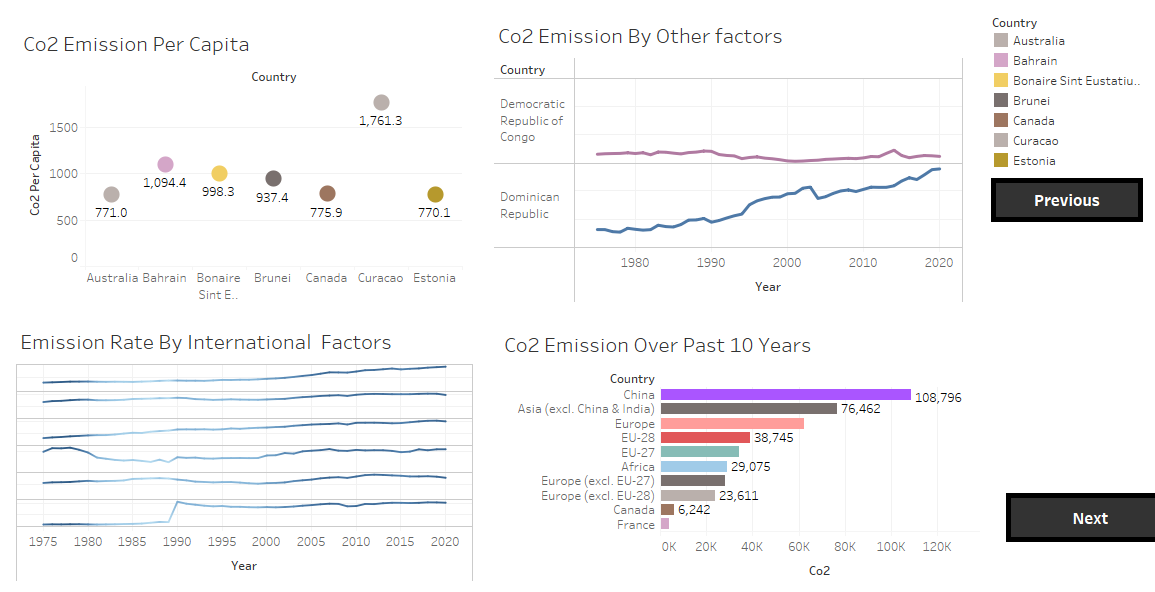 Co2 Emission Per Capita
Country
Co2 Per Capita
1500
1000
500
0
1,761.3
1,094.4
998.3
937.4
771.0
775.9
770.1
Australia Bahrain Bonaire Brunei Canada Curacao Estonia
Sint E..
Co2 Emission By Other factors
Country
Democratic
Republic of
Congo
Dominican
Republic
1980 1990 2000 2010 2020
Year
Country
Australia
Bahrain
Bonaire Sint Eustatiu..
Brunei
Canada
Curacao
Estonia
Previous
Emission Rate By International Factors
1975 1980 1985 1990 1995 2000 2005 2010 2015 2020
Year
Co2 Emission Over Past 10 Years
Country
China 108,796
Asia (excl. China & India) 76,462
Europe
EU-28 38,745
EU-27
Africa 29,075
Europe (excl. EU-27)
Europe (excl. EU-28) 23,611
Canada 6,242
France
0K 20K 40K 60K 80K 100K 120K
Co2
Next